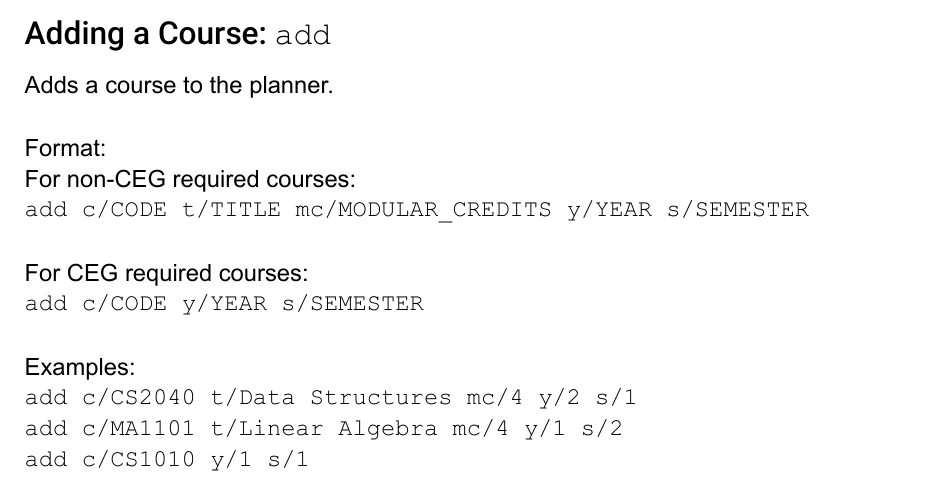 Adding a Course: add
Adds a course to the planner.
Format:
For non-CEG required courses:
add c/CODE t/TITLE mc/MODULAR_CREDITS y/YEAR s/SEMESTER
For CEG required courses:
add c/CODE y/YEAR s/SEMESTER
Examples:
add c/CS2040 t/Data Structures mc/4 y/2 s/1
add c/MA1101 t/Linear Algebra mc/4 y/1 s/2
add c/CS1010 y/1 s/1